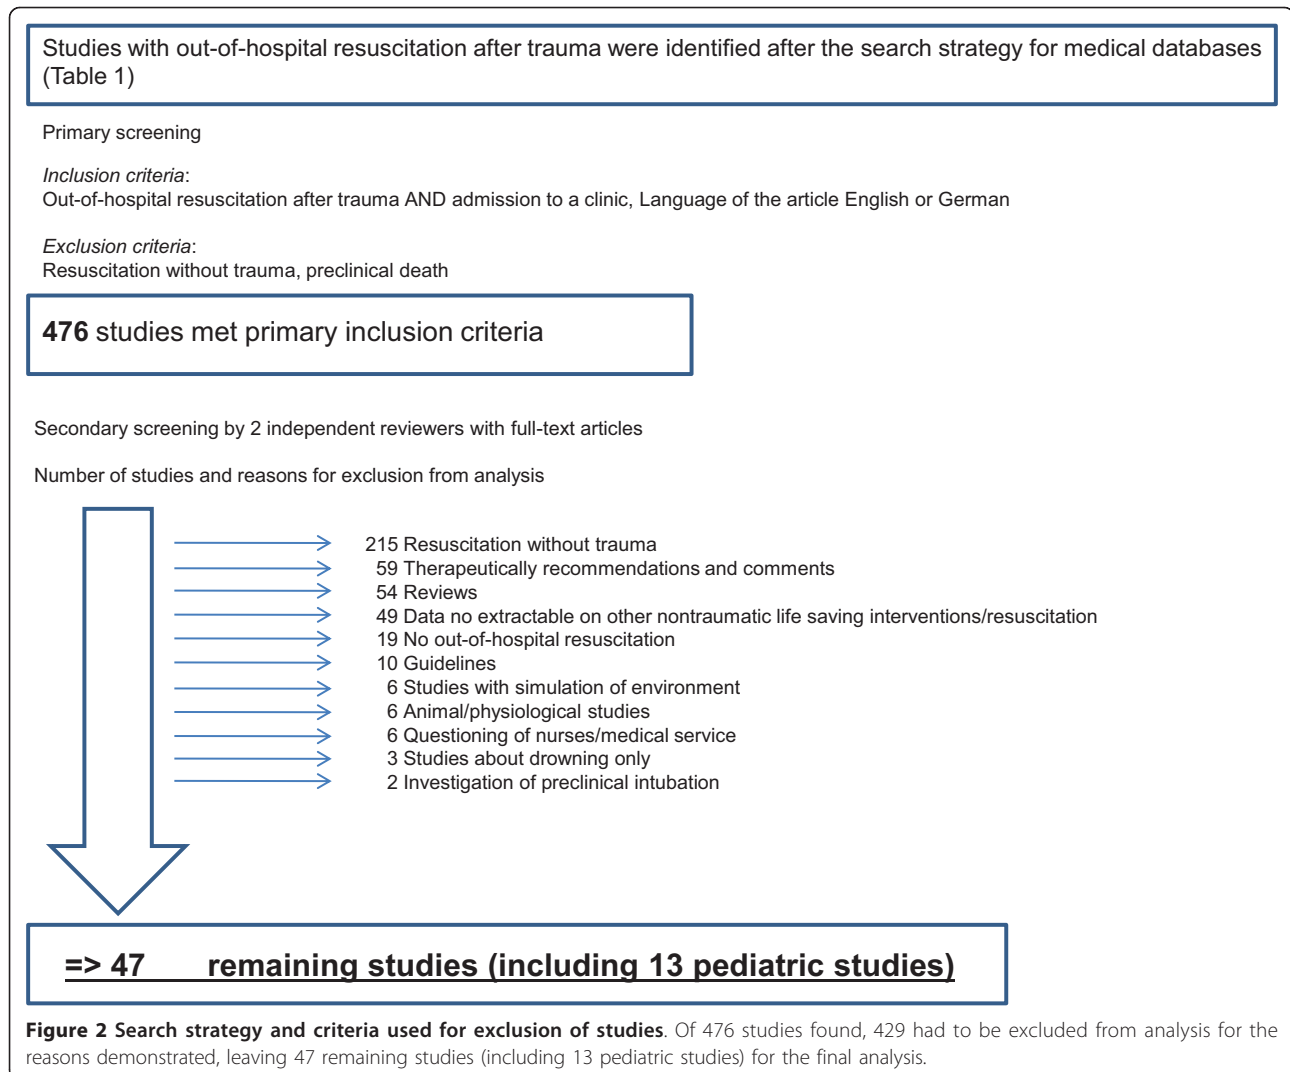 Studies with out-of-hospital resuscitation after trauma were identified after the search strategy for medical databases
(Table 1)
Primary screening
Inclusion criteria:
Out-of-hospital resuscitation after trauma AND admission to a clinic, Language of the article English or German
Exclusion criteria:
Resuscitation without trauma, preclinical death
476 studies met primary inclusion criteria
Secondary screening by 2 independent reviewers with full-text articles
Number of studies and reasons for exclusion from analysis
215 Resuscitation without trauma
59 Therapeutically recommendations and comments
54 Reviews
49 Data no extractable on other nontraumatic life saving interventions/resuscitation
19 No out-of-hospital resuscitation
10 Guidelines
6 Studies with simulation of environment
6 Animal/physiological studies
6 Questioning of nurses/medical service
3 Studies about drowning only
2 Investigation of preclinical intubation
=> 47 remaining studies (including 13 pediatric studies)
Figure 2 Search strategy and criteria used for exclusion of studies. Of 476 studies found, 429 had to be excluded from analysis for the
reasons demonstrated, leaving 47 remaining studies (including 13 pediatric studies) for the final analysis.